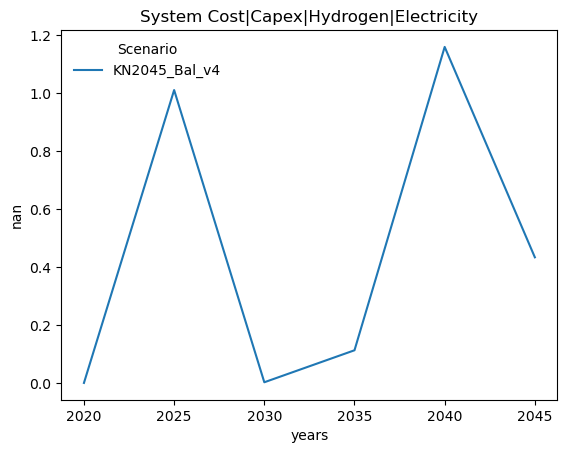 System Cost|Capex|Hydrogen|Electricity
1.2
1.0
0.8
0.6
0.4
0.2
0.0
nan
Scenario
KN2045_Bal_v4
2020 2025 2030 2035 2040 2045
years